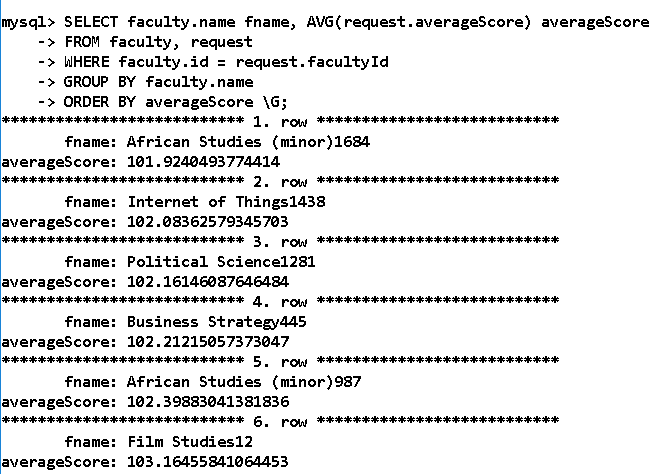 mysql> SELECT faculty.name fname, AVG(request.averageScore) averageScore
    -> FROM faculty, request
    -> WHERE faculty.id = request.facultyId
    -> GROUP BY faculty.name
    -> ORDER BY averageScore \G;
*************************** 1. row ***************************
       fname: African Studies (minor)1684
averageScore: 101.9240493774414
*************************** 2. row ***************************
       fname: Internet of Things1438
averageScore: 102.08362579345703
*************************** 3. row ***************************
       fname: Political Science1281
averageScore: 102.16146087646484
*************************** 4. row ***************************
       fname: Business Strategy445
averageScore: 102.21215057373047
*************************** 5. row ***************************
       fname: African Studies (minor)987
averageScore: 102.39883041381836
*************************** 6. row ***************************
       fname: Film Studies12
averageScore: 103.16455841064453